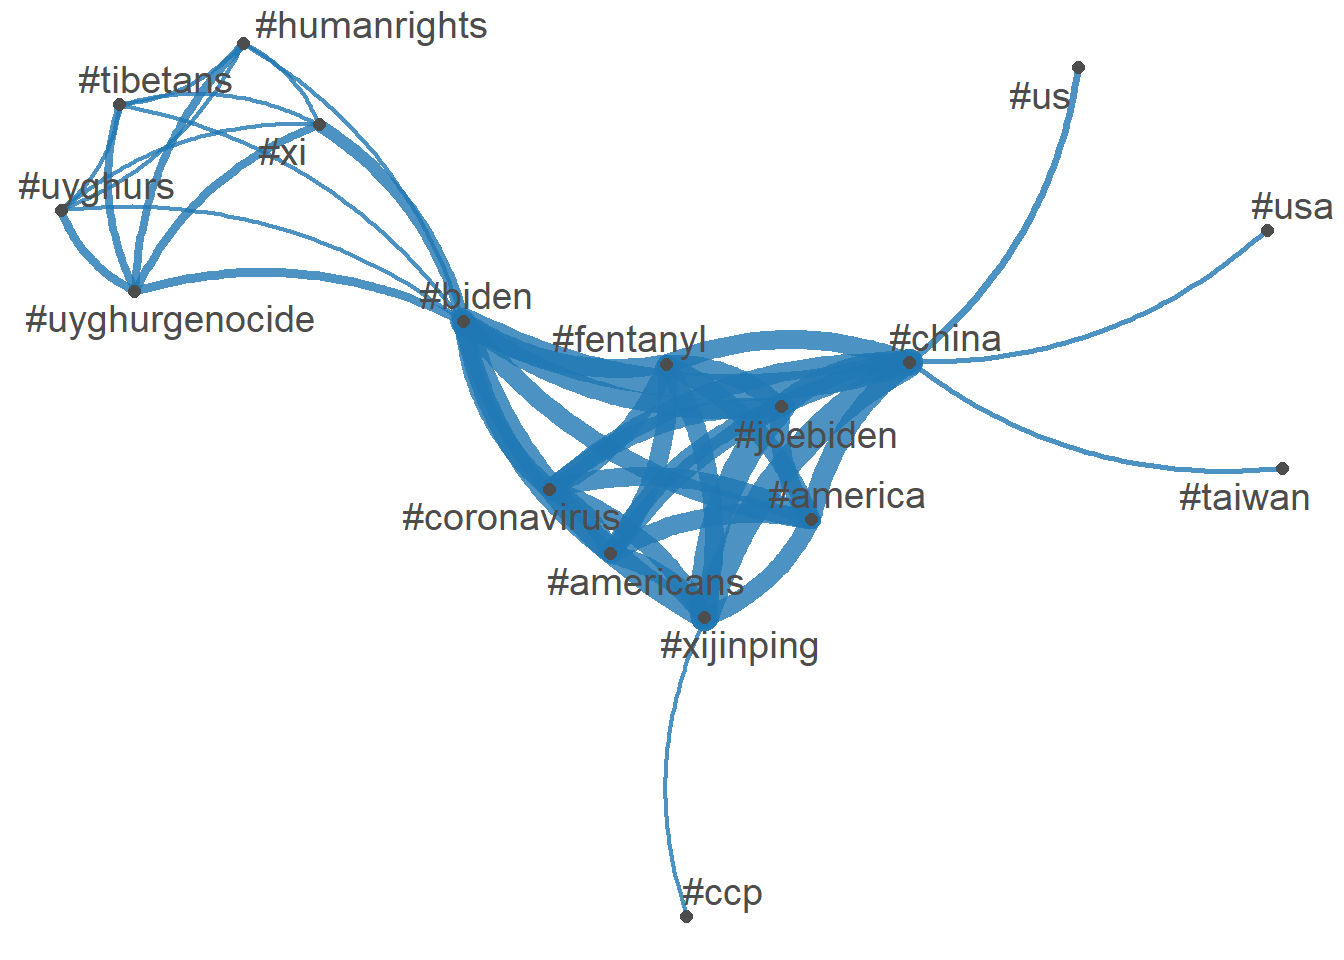 #humanrights
#tibetans
#us
#xi
#uyghurs
#usa
#biden
#uyghurgenocide
#fentanyl
#china
#joebiden
#america
#taiwan
#coronavirus
#americans
#xijinping
#ccp